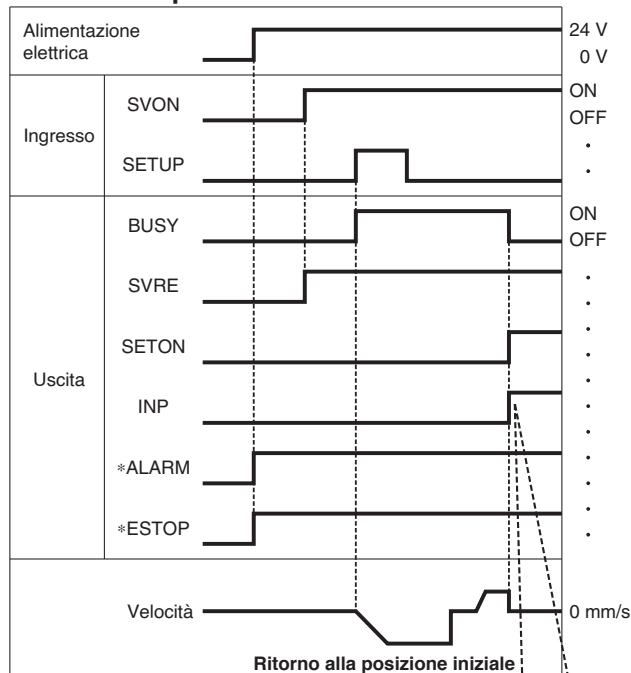 Alimentazione
elettrica
24 V
0 V
Ingresso
SVON
ON
OFF
SETUP
Uscita
BUSY
ON
OFF
SVRE
SETON
INP
∗ALARM
∗ESTOP
Velocità
0 mm/s
Ritorno alla posizione iniziale